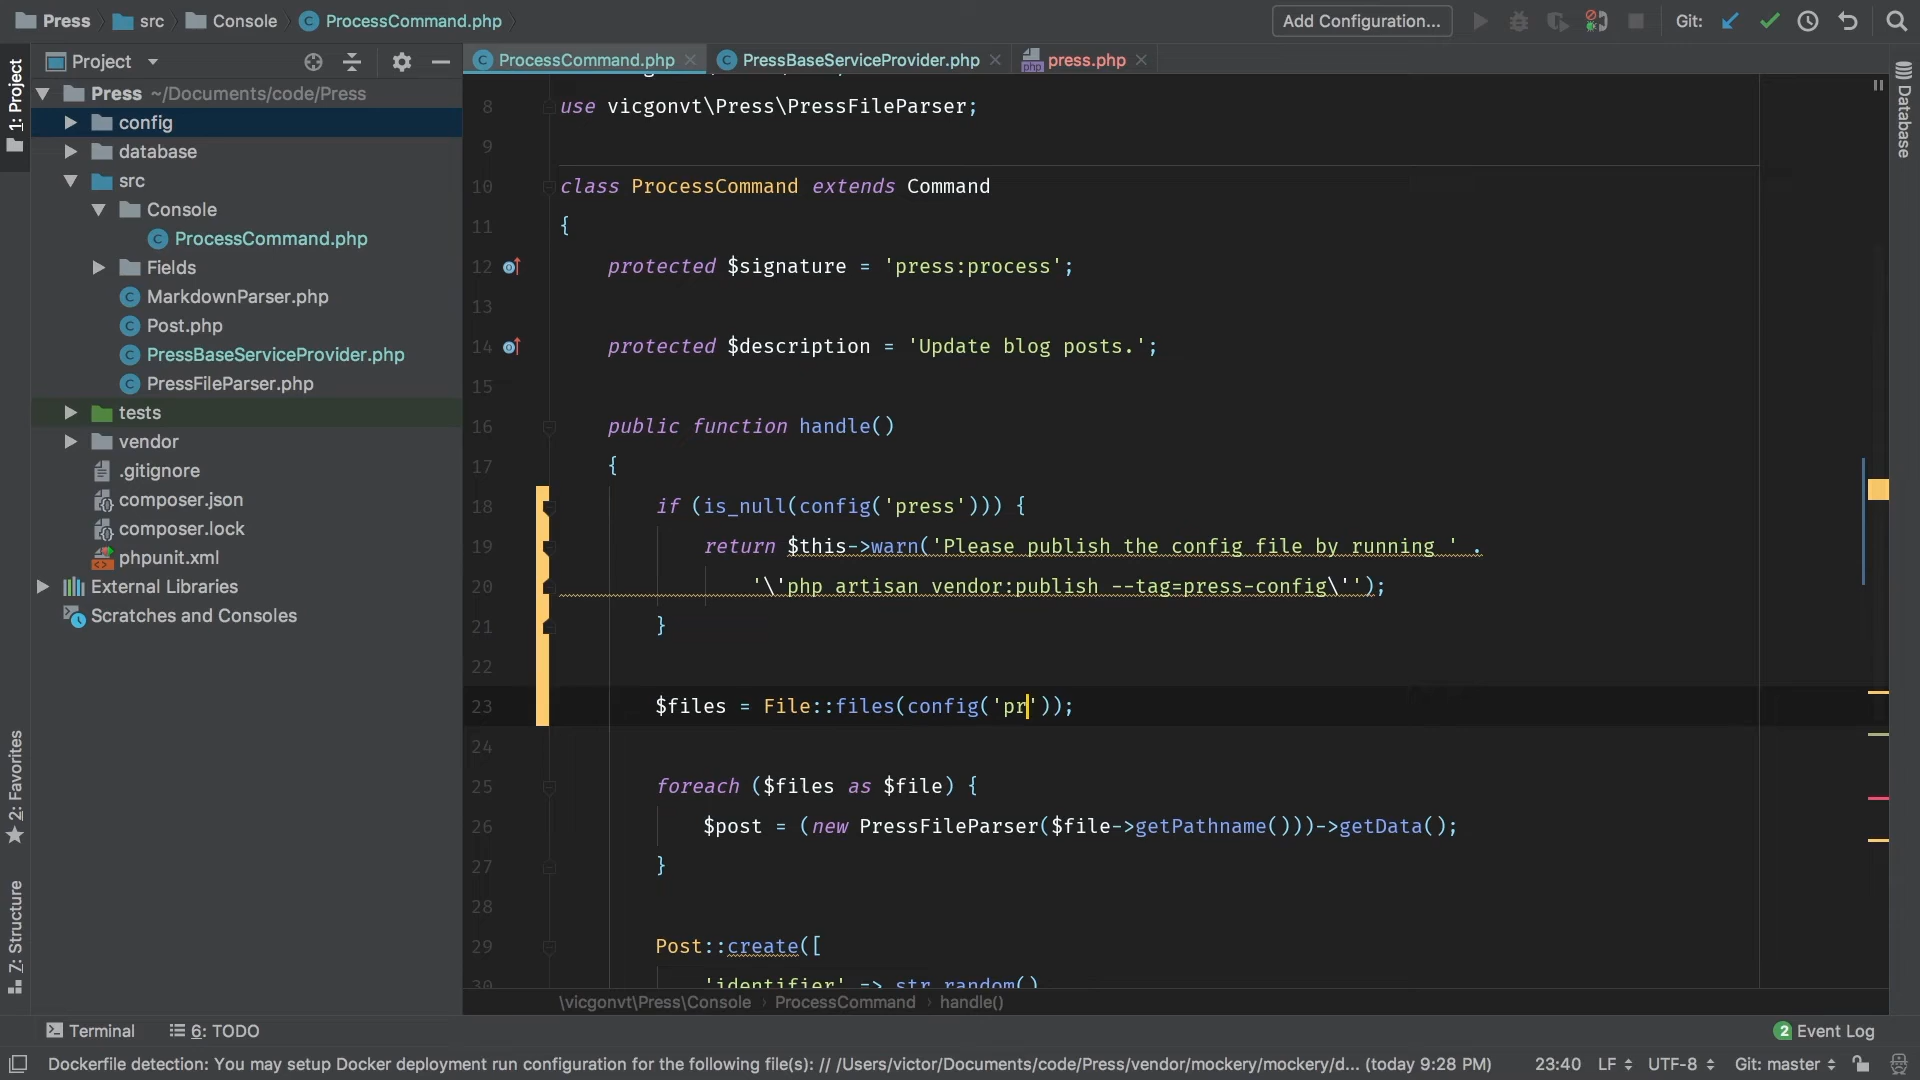 Press src Console ProcessCommand.php Add Configuration... Git:
Project ProcessCommand.php PressBaseServiceProvider.php press.php
1: Project
2: Favorites
7: Structure
Database
Press ~/Documents/code/Press
config
database
src
Console
ProcessCommand.php
Fields
MarkdownParser.php
Post.php
PressBaseServiceProvider.php
PressFileParser.php
tests
vendor
.gitignore
composer.json
composer.lock
phpunit.xml
External Libraries
Scratches and Consoles
8 use vicgonvt\Press\PressFileParser;
9
10 class ProcessCommand extends Command
11 {
12 protected $signature = 'press:process';
13
14 protected $description = 'Update blog posts.';
15
16 public function handle()
17 {
18 if (is_null(config('press'))) {
19 return $this->warn('Please publish the config file by running ' .
20 '\'php artisan vendor:publish --tag=press-config\'');
21 }
22
23 $files = File::files(config('pr'));
24
25 foreach ($files as $file) {
26 $post = (new PressFileParser($file->getPathname()))->getData();
27 }
28
29 Post::create([
30 'identifier' => str_random()
\vicgonvt\Press\Console › ProcessCommand › handle()
Terminal 6: TODO 2 Event Log
Dockerfile detection: You may setup Docker deployment run configuration for the following file(s): // /Users/victor/Documents/code/Press/vendor/mockery/mockery/d... (today 9:28 PM) 23:40 LF UTF-8 Git: master